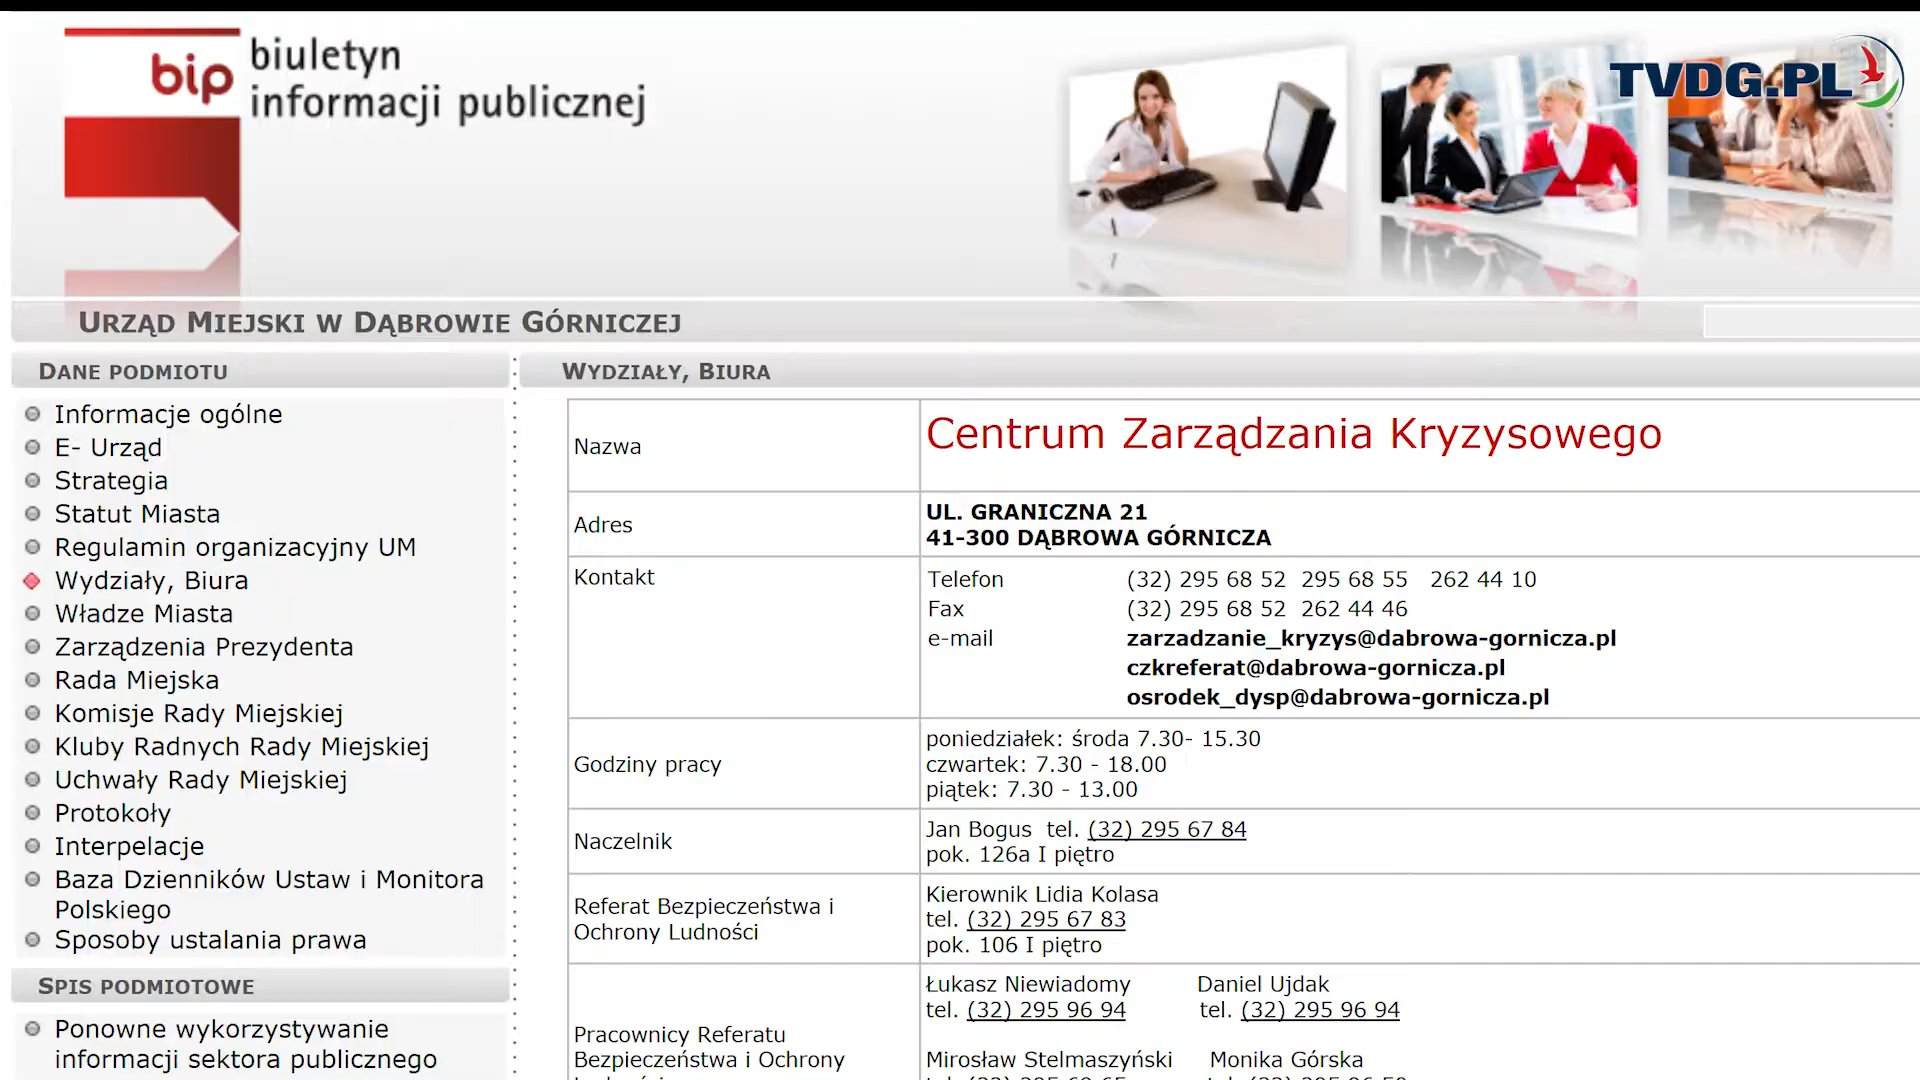 bip biuletyn
informacji publicznej
TVDG.PL
URZĄD MIEJSKI W DĄBROWIE GÓRNICZEJ
DANE PODMIOTU
Informacje ogólne
E- Urząd
Strategia
Statut Miasta
Regulamin organizacyjny UM
Wydziały, Biura
Władze Miasta
Zarządzenia Prezydenta
Rada Miejska
Komisje Rady Miejskiej
Kluby Radnych Rady Miejskiej
Uchwały Rady Miejskiej
Protokoły
Interpelacje
Baza Dzienników Ustaw i Monitora
Polskiego
Sposoby ustalania prawa
SPIS PODMIOTOWE
Ponowne wykorzystywanie
informacji sektora publicznego
WYDZIAŁY, BIURA
Nazwa
Centrum Zarządzania Kryzysowego
Adres
UL. GRANICZNA 21
41-300 DĄBROWA GÓRNICZA
Kontakt
Telefon (32) 295 68 52 295 68 55 262 44 10
Fax (32) 295 68 52 262 44 46
e-mail zarzadzanie_kryzys@dabrowa-gornicza.pl
czkreferat@dabrowa-gornicza.pl
osrodek_dysp@dabrowa-gornicza.pl
Godziny pracy
poniedziałek: środa 7.30- 15.30
czwartek: 7.30 - 18.00
piątek: 7.30 - 13.00
Naczelnik
Jan Bogus tel. (32) 295 67 84
pok. 126a I piętro
Referat Bezpieczeństwa i
Ochrony Ludności
Kierownik Lidia Kolasa
tel. (32) 295 67 83
pok. 106 I piętro
Pracownicy Referatu
Bezpieczeństwa i Ochrony
Łukasz Niewiadomy Daniel Ujdak
tel. (32) 295 96 94 tel. (32) 295 96 94
Mirosław Stelmaszyński Monika Górska